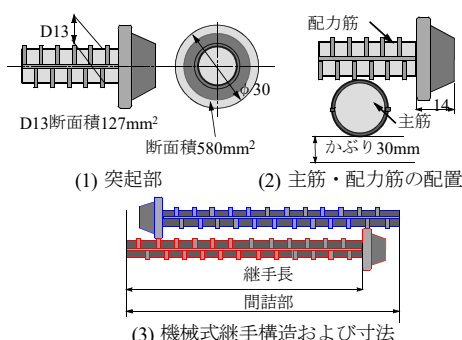 D13
φ30
D13断面積127mm²
断面積580mm²
(1) 突起部
配力筋
14
主筋
かぶり30mm
(2) 主筋・配力筋の配置
継手長
間詰部
(3) 機械式継手構造および寸法